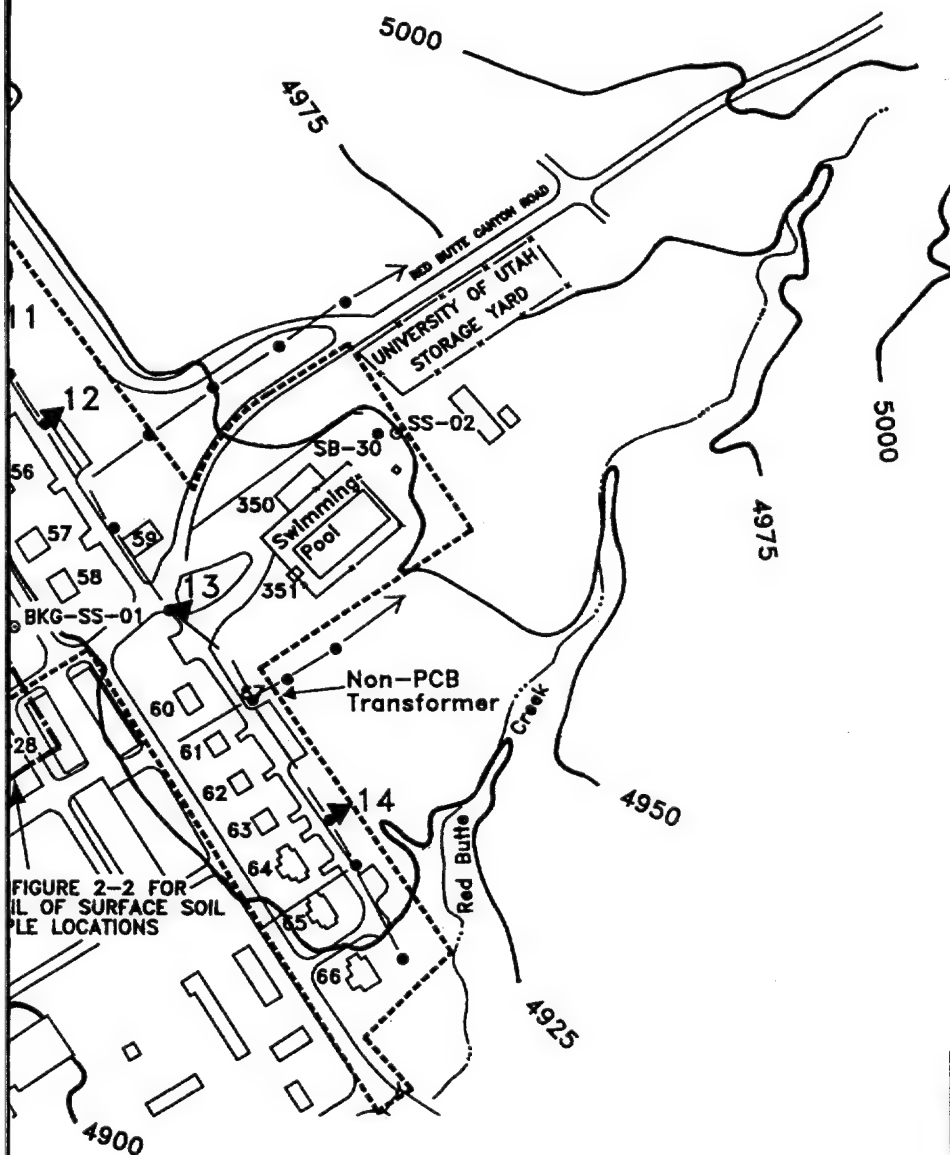 5000
4975
RED BUTTE CANYON ROAD
UNIVERSITY OF UTAH
STORAGE YARD
11
12
SS-02
SB-30
5000
56
350
Swimming
Pool
4975
57
59
58
351
13
BKG-SS-01
67
Non-PCB
Transformer
60
Creek
28
61
62
4950
14
63
Red Butte
64
FIGURE 2-2 FOR
IL OF SURFACE SOIL
PLE LOCATIONS
65
66
4925
4900